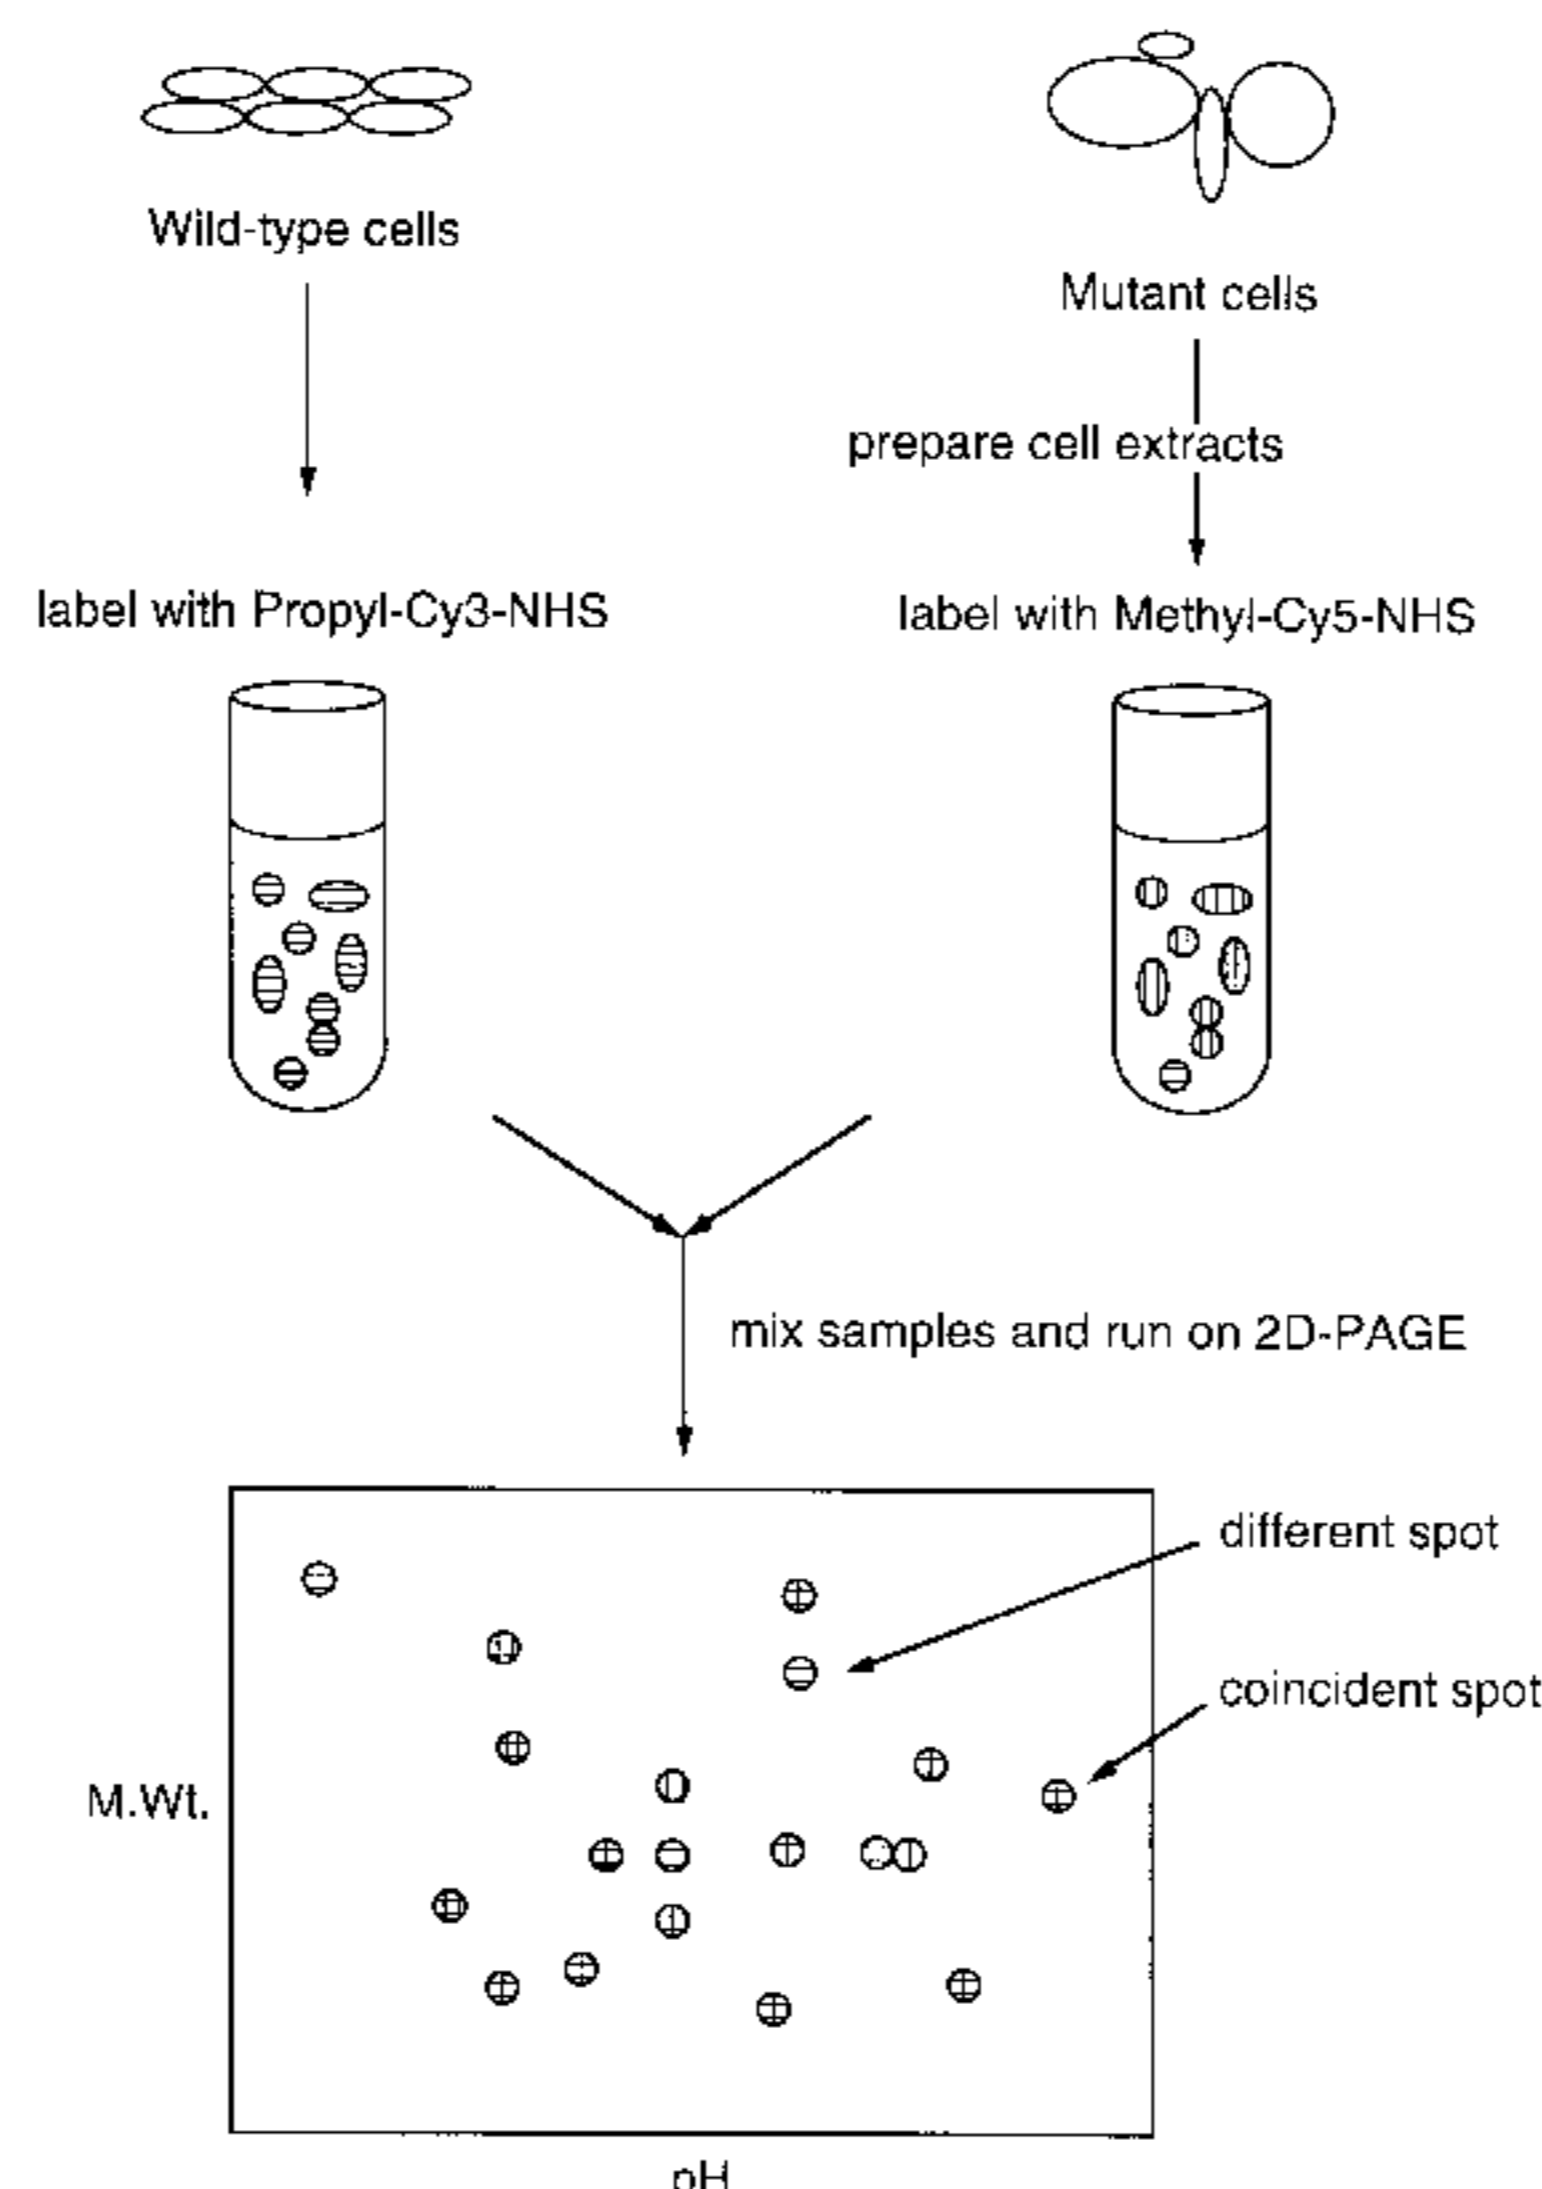 Wild-type cells
Mutant cells
prepare cell extracts
label with Propyl-Cy3-NHS
label with Methyl-Cy5-NHS
mix samples and run on 2D-PAGE
different spot
coincident spot
M.Wt.
pH